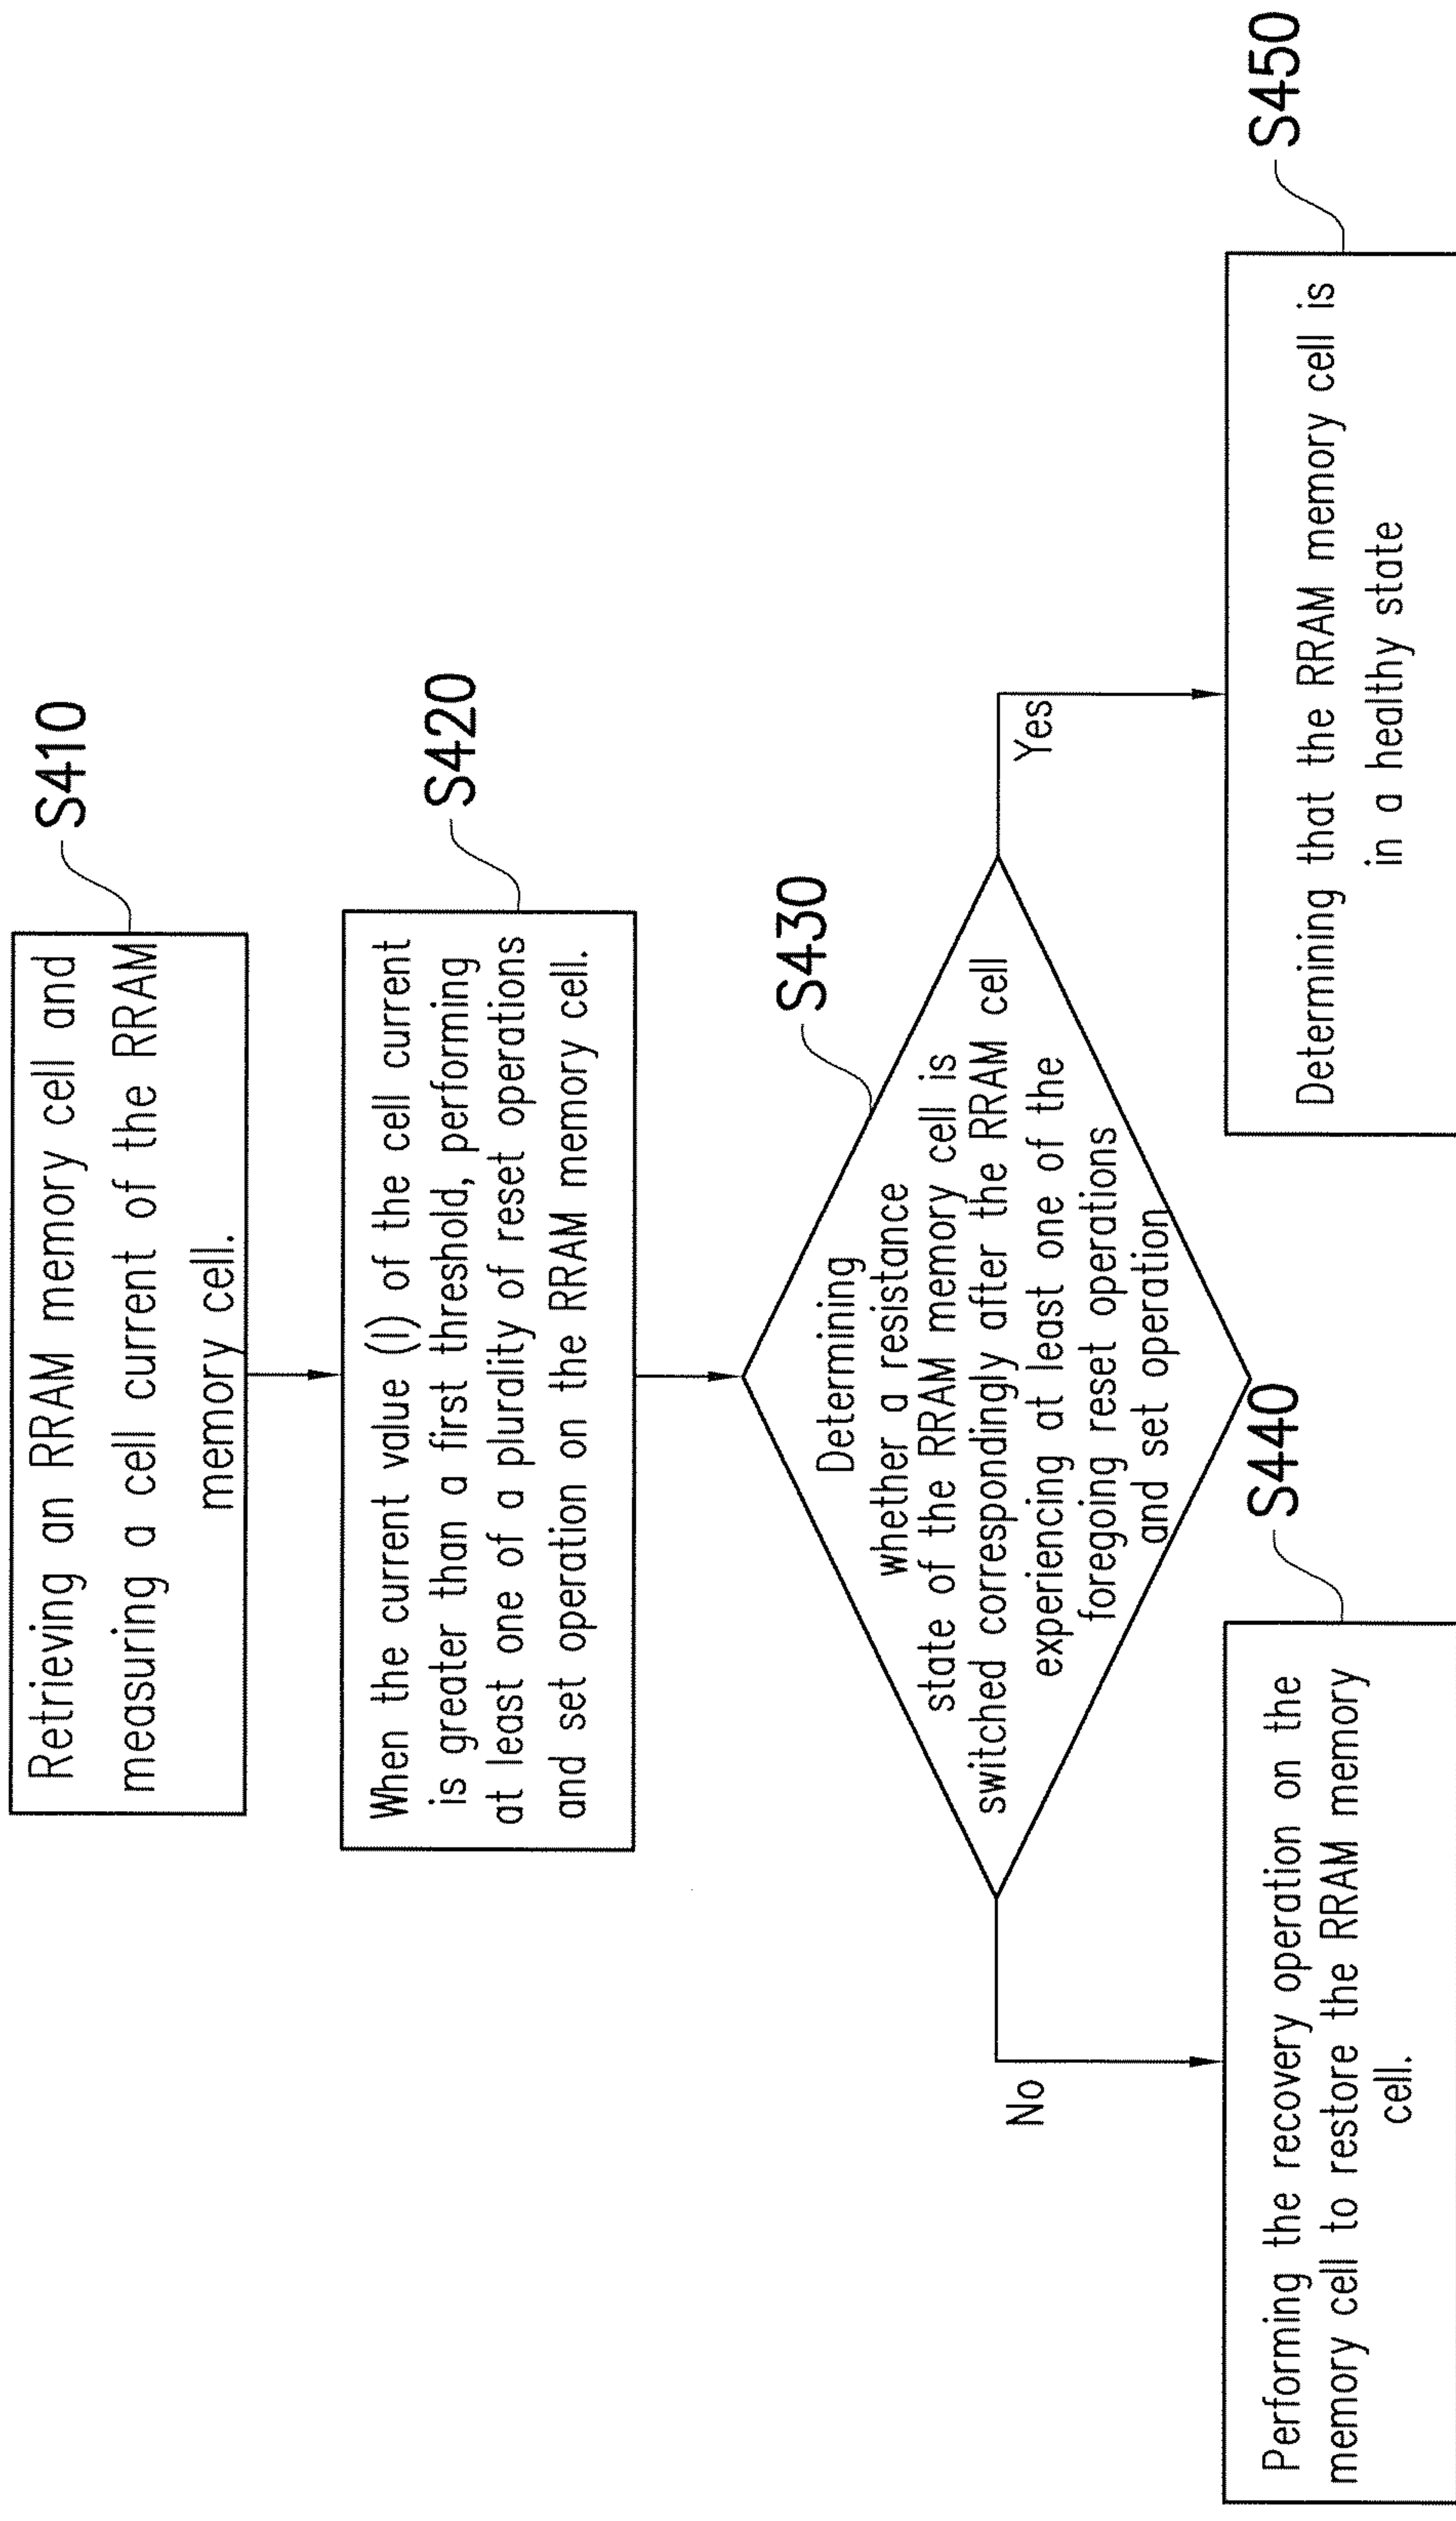 Retrieving an RRAM memory cell and
measuring a cell current of the RRAM
memory cell.
S410
When the current value (I) of the cell current
is greater than a first threshold, performing
at least one of a plurality of reset operations
and set operation on the RRAM memory cell.
S420
Determining
whether a resistance
state of the RRAM memory cell is
switched correspondingly after the RRAM cell
experiencing at least one of the
foregoing reset operations
and set operation
S430
No
Yes
Performing the recovery operation on the
memory cell to restore the RRAM memory
cell.
S440
Determining that the RRAM memory cell is
in a healthy state
S450